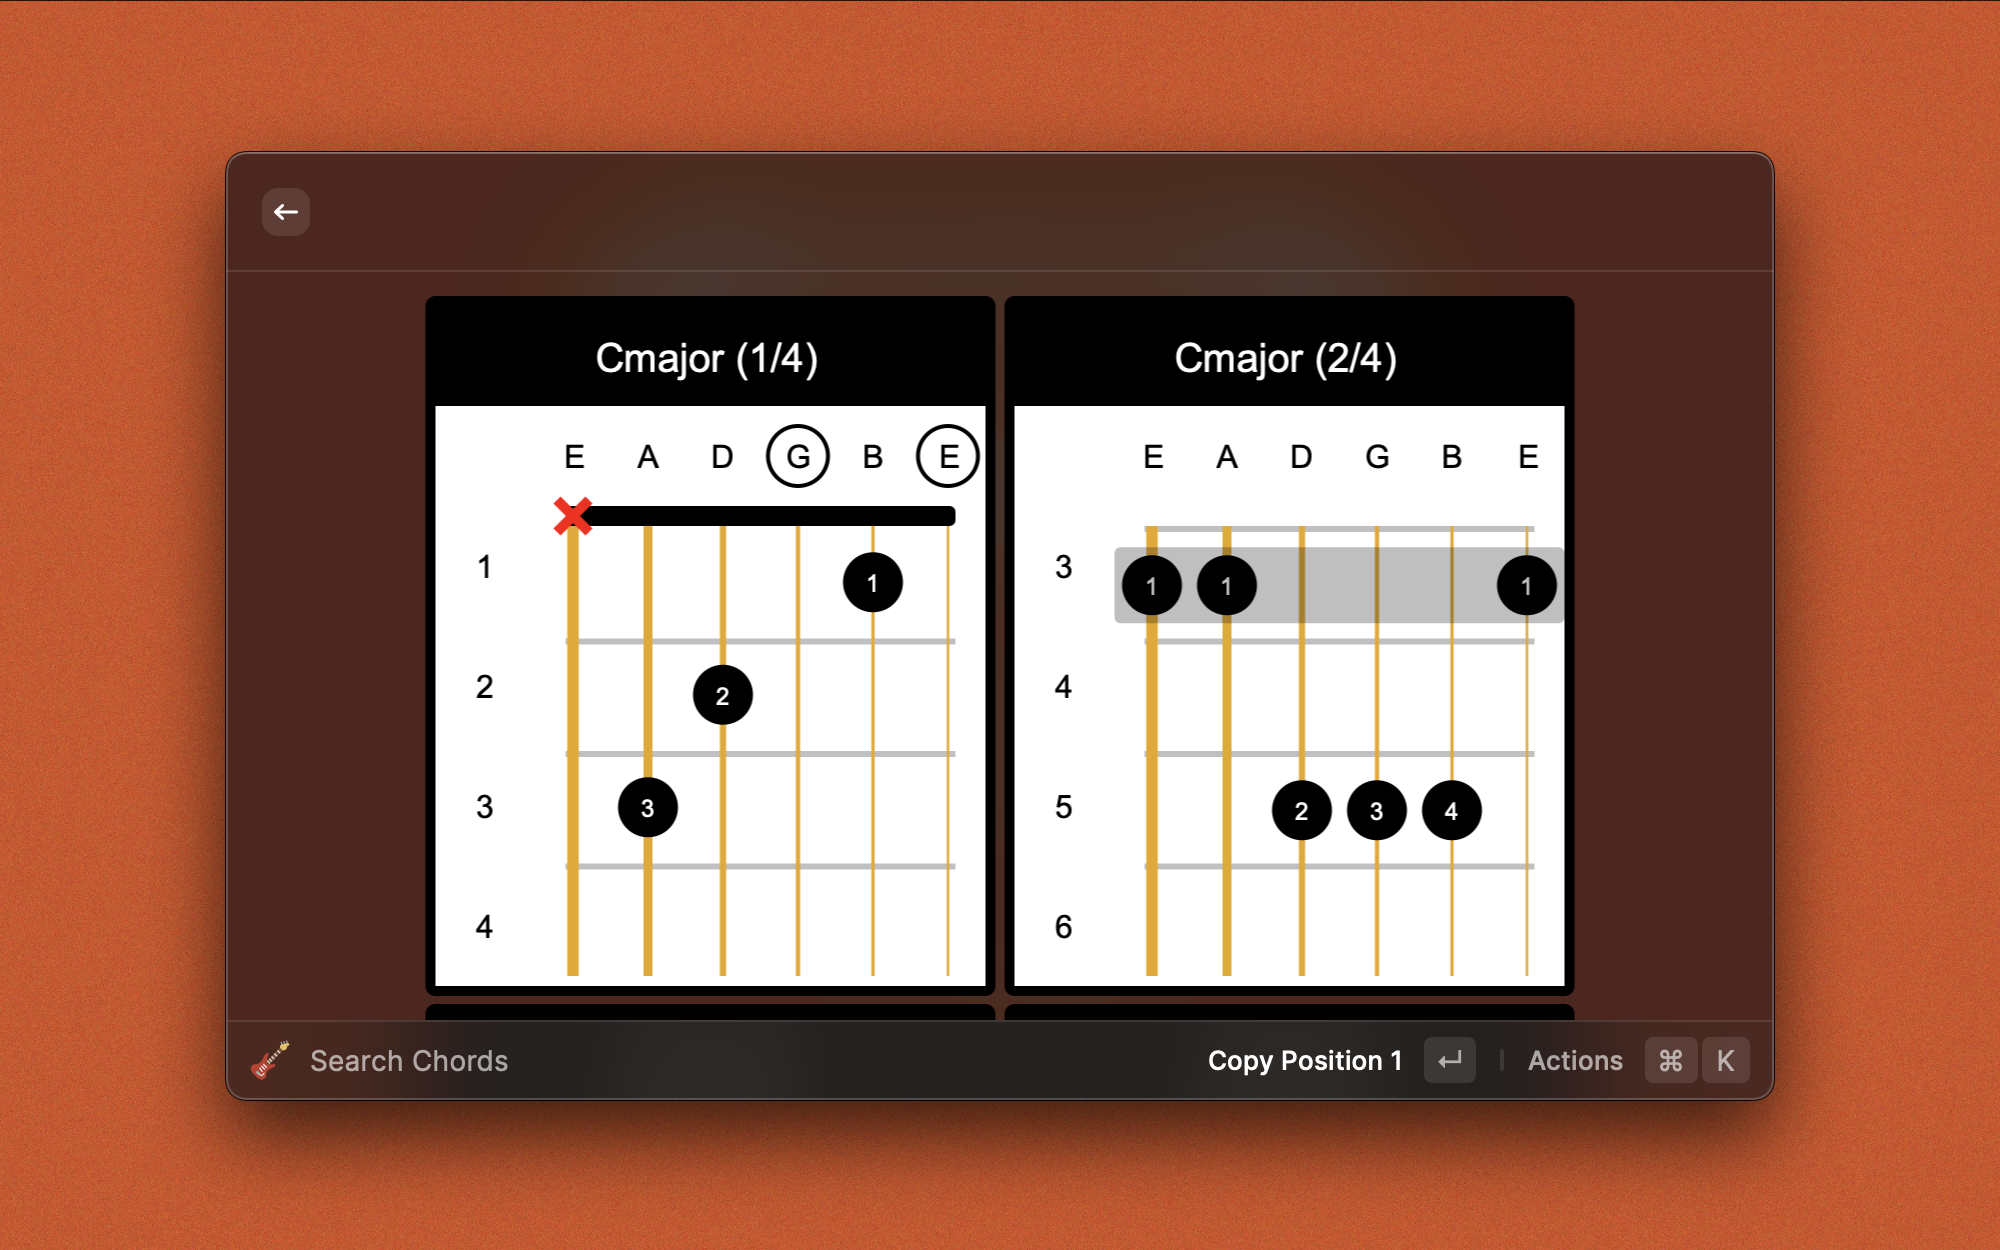 Cmajor (1/4)
E A D G B E
1
1
2
2
3
3
4
Cmajor (2/4)
E A D G B E
3
1 1 1
4
5
2 3 4
6
Search Chords
Copy Position 1
Actions
⌘ K